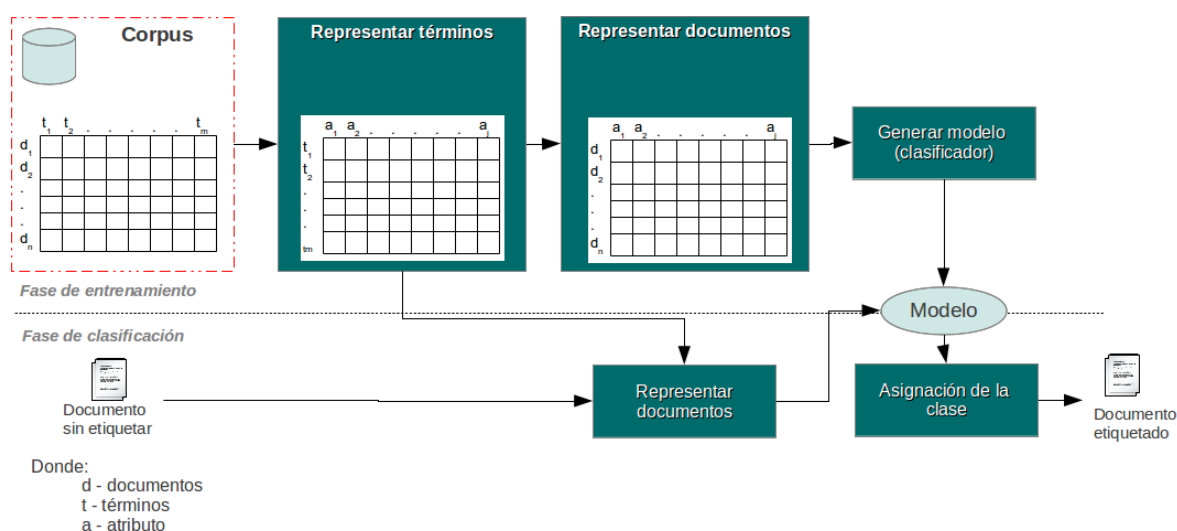 Corpus
t1 t2 . . . . . tm
d1
d2
.
.
.
dn
Representar términos
a1 a2 . . . . . aj
t1
t2
.
.
.
tm
Representar documentos
a1 a2 . . . . . aj
d1
d2
.
.
.
dn
Generar modelo
(clasificador)
Fase de entrenamiento
Modelo
Fase de clasificación
Documento
sin etiquetar
Representar
documentos
Asignación de la
clase
Documento
etiquetado
Donde:
d - documentos
t - términos
a - atributo